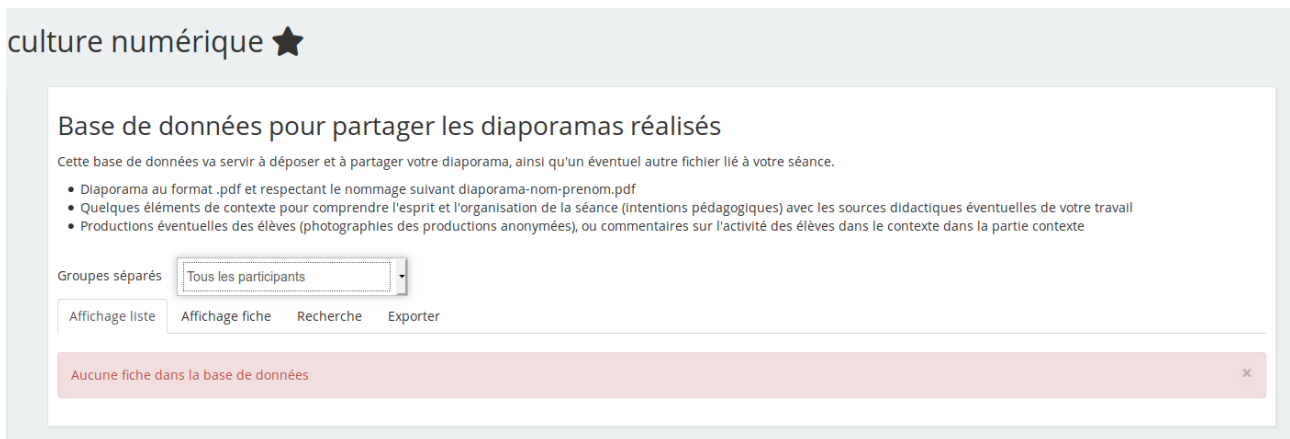 culture numérique
Base de données pour partager les diaporamas réalisés
Cette base de données va servir à déposer et à partager votre diaporama, ainsi qu'un éventuel autre fichier lié à votre séance.
• Diaporama au format .pdf et respectant le nommage suivant diaporama-nom-prenom.pdf
• Quelques éléments de contexte pour comprendre l'esprit et l'organisation de la séance (intentions pédagogiques) avec les sources didactiques éventuelles de votre travail
• Productions éventuelles des élèves (photographies des productions anonymées), ou commentaires sur l'activité des élèves dans le contexte dans la partie contexte
Groupes séparés Tous les participants
Affichage liste Affichage fiche Recherche Exporter
Aucune fiche dans la base de données ×